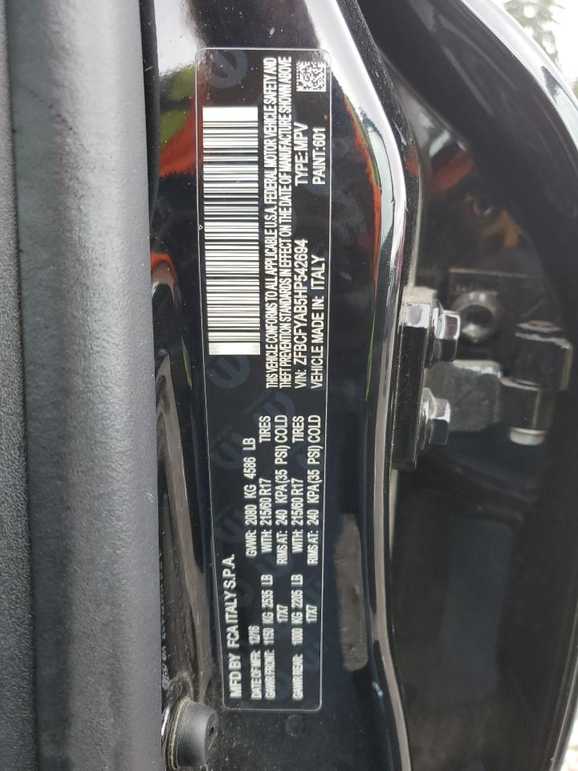 MFD BY FCA ITALY S.P.A.
DATE OF MFR: 12/16 GVWR: 2080 KG 4586 LB
GAWR FRONT: 1150 KG 2535 LB WITH: 215/60 R17 TIRES
17X7 RIMS AT: 240 KPA(35 PSI) COLD
GAWR REAR: 1000 KG 2205 LB WITH: 215/60 R17 TIRES
17X7 RIMS AT: 240 KPA(35 PSI) COLD
THIS VEHICLE CONFORMS TO ALL APPLICABLE U.S.A. FEDERAL MOTOR VEHICLE SAFETY AND
THEFT PREVENTION STANDARDS IN EFFECT ON THE DATE OF MANUFACTURE SHOWN ABOVE
VIN: ZFBCFYAB5HP542694 TYPE: MPV
VEHICLE MADE IN: ITALY PAINT: 601